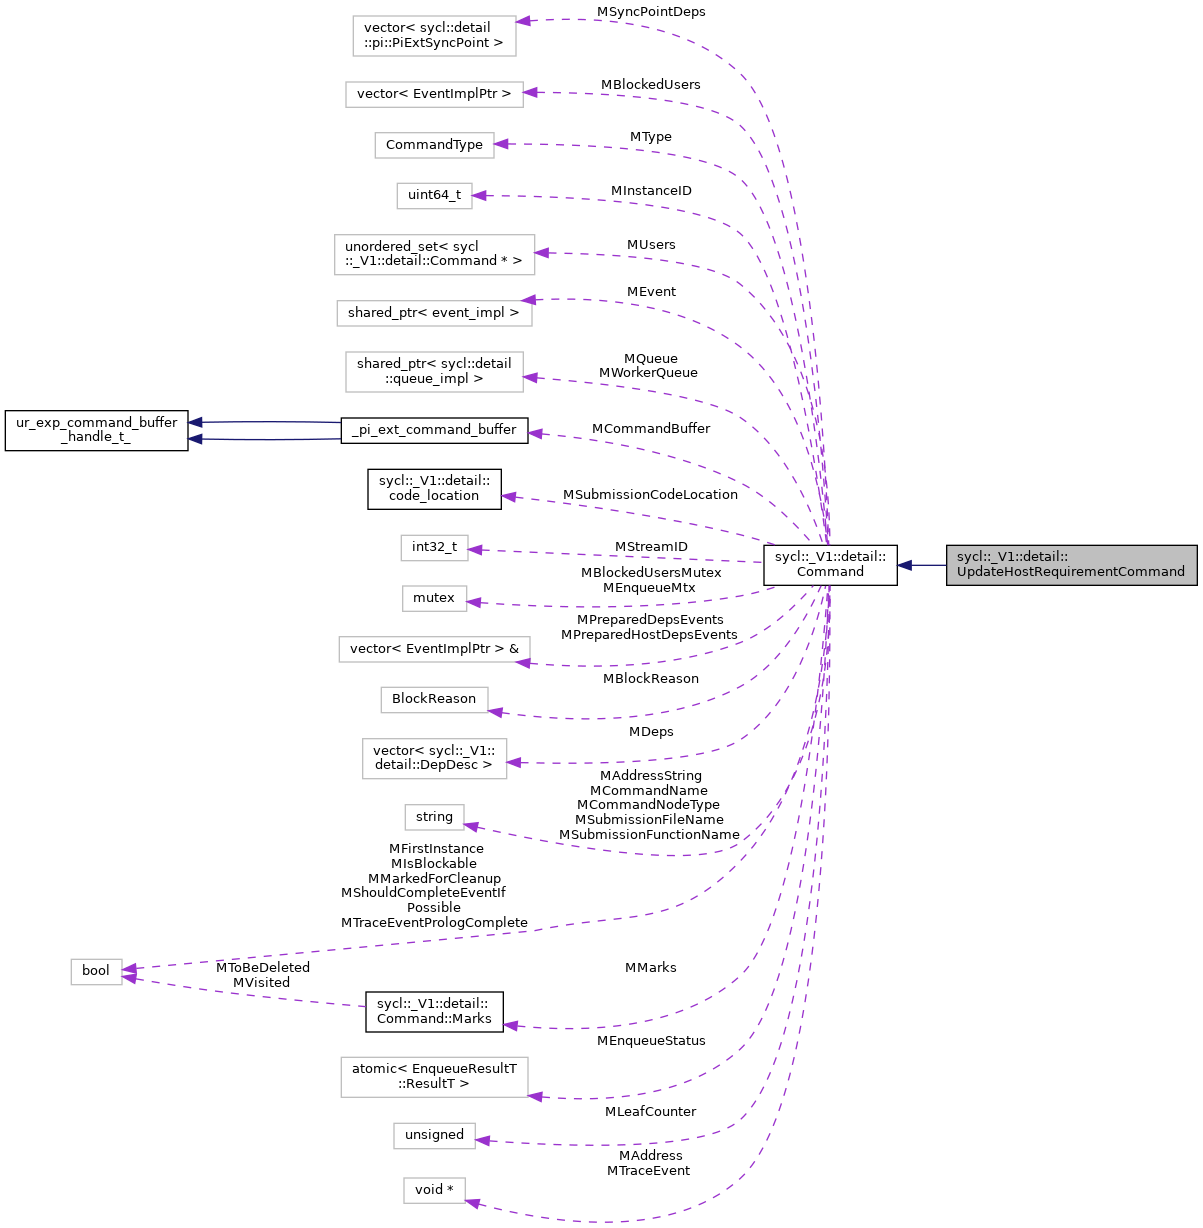 MSyncPointDeps
vector< sycl::detail
::pi::PiExtSyncPoint >
MBlockedUsers
vector< EventImplPtr >
MType
CommandType
MInstanceID
uint64_t
MUsers
unordered_set< sycl
::_V1::detail::Command * >
MEvent
shared_ptr< event_impl >
MQueue
MWorkerQueue
shared_ptr< sycl::detail
::queue_impl >
ur_exp_command_buffer
_handle_t_
_pi_ext_command_buffer
MCommandBuffer
sycl::_V1::detail::
code_location
MSubmissionCodeLocation
int32_t
MStreamID
sycl::_V1::detail::
Command
sycl::_V1::detail::
UpdateHostRequirementCommand
MBlockedUsersMutex
MEnqueueMtx
mutex
MPreparedDepsEvents
MPreparedHostDepsEvents
vector< EventImplPtr > &
MBlockReason
BlockReason
MDeps
vector< sycl::_V1::
detail::DepDesc >
MAddressString
MCommandName
MCommandNodeType
MSubmissionFileName
MSubmissionFunctionName
string
MFirstInstance
MIsBlockable
MMarkedForCleanup
MShouldCompleteEventIf
Possible
MTraceEventPrologComplete
bool
MToBeDeleted
MVisited
MMarks
sycl::_V1::detail::
Command::Marks
MEnqueueStatus
atomic< EnqueueResultT
::ResultT >
MLeafCounter
unsigned
MAddress
MTraceEvent
void *